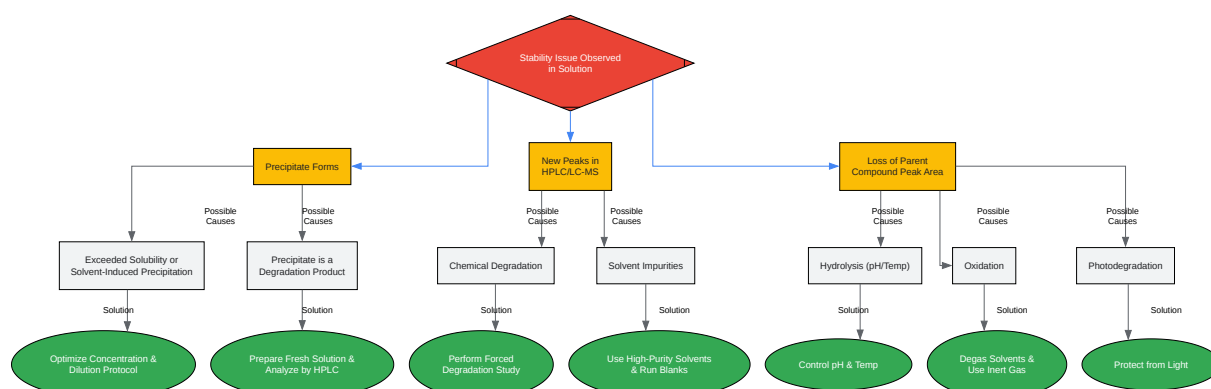 Stability Issue Observed
in Solution
Precipitate Forms
New Peaks in
HPLC/LC-MS
Loss of Parent
Compound Peak Area
Possible
Causes
Possible
Causes
Possible
Causes
Possible
Causes
Possible
Causes
Possible
Causes
Possible
Causes
Exceeded Solubility or
Solvent-Induced Precipitation
Precipitate is a
Degradation Product
Chemical Degradation
Solvent Impurities
Hydrolysis (pH/Temp)
Oxidation
Photodegradation
Solution
Solution
Solution
Solution
Solution
Solution
Solution
Optimize Concentration &
Dilution Protocol
Prepare Fresh Solution &
Analyze by HPLC
Perform Forced
Degradation Study
Use High-Purity Solvents
& Run Blanks
Control pH & Temp
Degas Solvents &
Use Inert Gas
Protect from Light